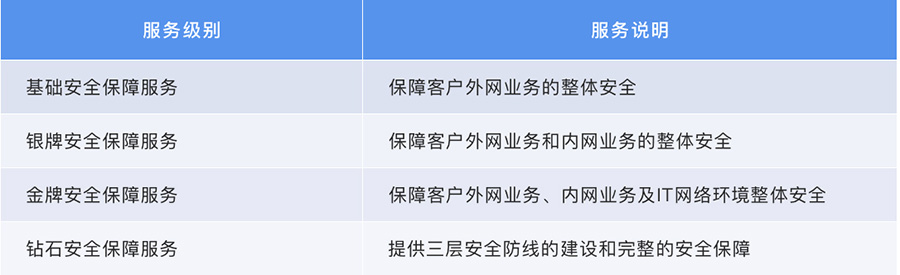 服务级别 服务说明
基础安全保障服务 保障客户外网业务的整体安全
银牌安全保障服务 保障客户外网业务和内网业务的整体安全
金牌安全保障服务 保障客户外网业务、内网业务及IT网络环境整体安全
钻石安全保障服务 提供三层安全防线的建设和完整的安全保障